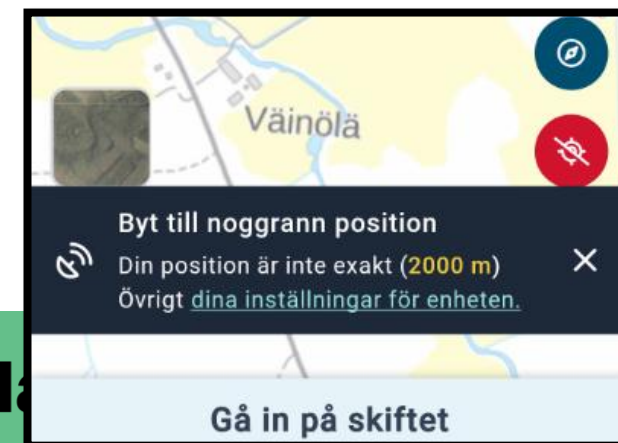 Väinölä
Byt till noggrann position
Din position är inte exakt (2000 m)
Övrigt dina inställningar för enheten.
Gå in på skiftet